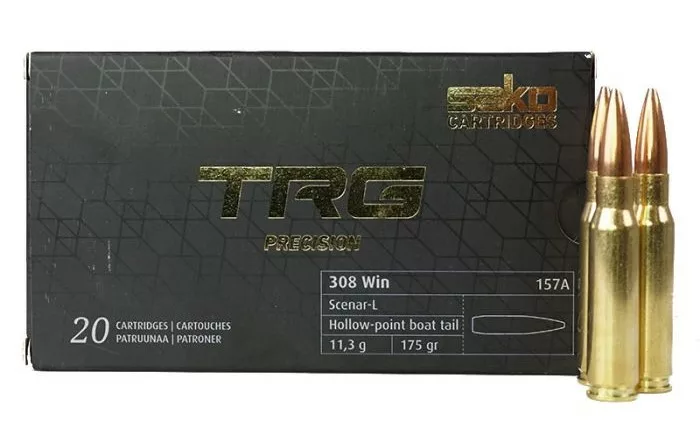 sako
CARTRIDGES
TRG
PRECISION
308 Win 157A
Scenar-L
Hollow-point boat tail
11,3 g 175 gr
20 CARTRIDGES | CARTOUCHES
PATRUUNAA | PATRONER